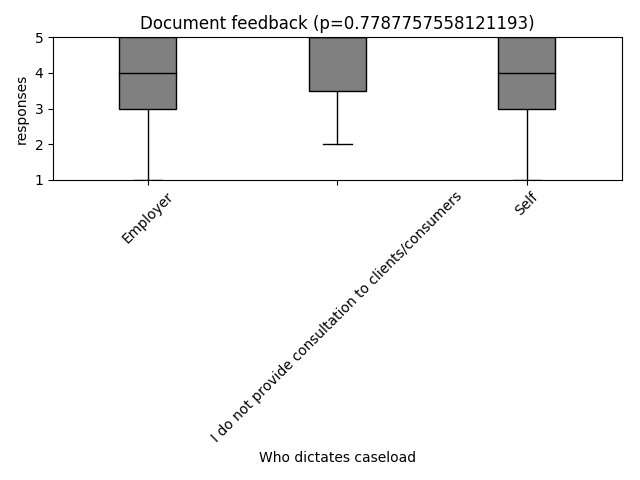 Document feedback (p=0.7787757558121193)
responses
5
4
3
2
1
Employer
I do not provide consultation to clients/consumers
Self
Who dictates caseload